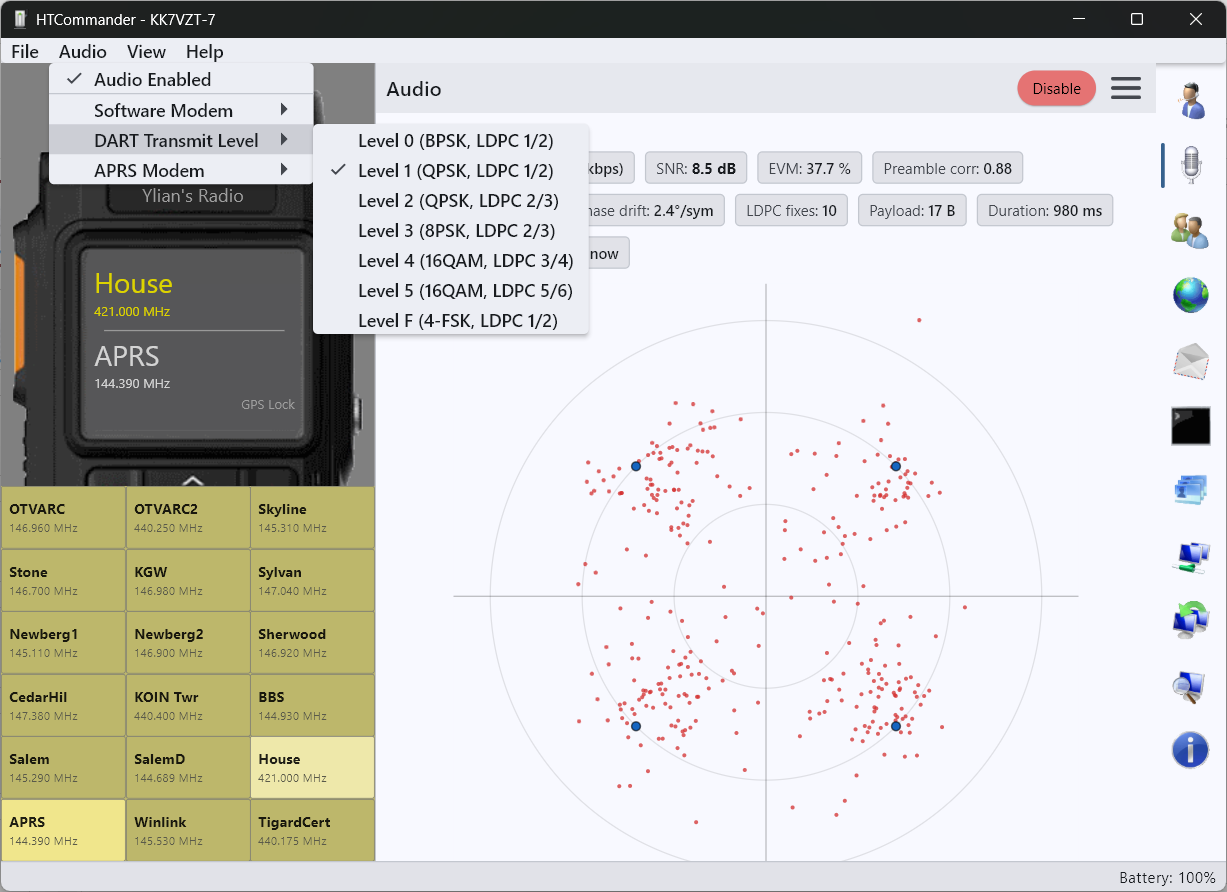 HTCommander - KK7VZT-7
File Audio View Help
Audio Enabled
Software Modem
DART Transmit Level
APRS Modem
Level 0 (BPSK, LDPC 1/2)
Level 1 (QPSK, LDPC 1/2)
Level 2 (QPSK, LDPC 2/3)
Level 3 (8PSK, LDPC 2/3)
Level 4 (16QAM, LDPC 3/4)
Level 5 (16QAM, LDPC 5/6)
Level F (4-FSK, LDPC 1/2)
Ylian's Radio
House
421.000 MHz
APRS
144.390 MHz
GPS Lock
Audio
Disable
kbps) SNR: 8.5 dB EVM: 37.7 % Preamble corr: 0.88
hase drift: 2.4°/sym LDPC fixes: 10 Payload: 17 B Duration: 980 ms
now
OTVARC OTVARC2 Skyline
146.960 MHz 440.250 MHz 145.310 MHz
Stone KGW Sylvan
146.700 MHz 146.980 MHz 147.040 MHz
Newberg1 Newberg2 Sherwood
145.110 MHz 146.900 MHz 146.920 MHz
CedarHil KOIN Twr BBS
147.380 MHz 440.400 MHz 144.930 MHz
Salem SalemD House
145.290 MHz 144.689 MHz 421.000 MHz
APRS Winlink TigardCert
144.390 MHz 145.530 MHz 440.175 MHz
Battery: 100%